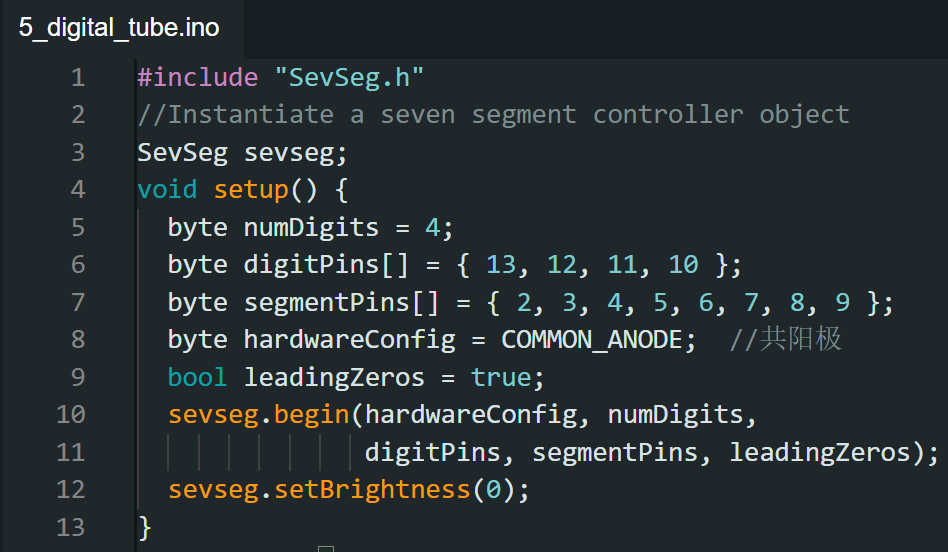 5_digital_tube.ino
1 #include "SevSeg.h"
2 //Instantiate a seven segment controller object
3 SevSeg sevseg;
4 void setup() {
5   byte numDigits = 4;
6   byte digitPins[] = { 13, 12, 11, 10 };
7   byte segmentPins[] = { 2, 3, 4, 5, 6, 7, 8, 9 };
8   byte hardwareConfig = COMMON_ANODE;  //共阳极
9   bool leadingZeros = true;
10   sevseg.begin(hardwareConfig, numDigits,
11                digitPins, segmentPins, leadingZeros);
12   sevseg.setBrightness(0);
13 }